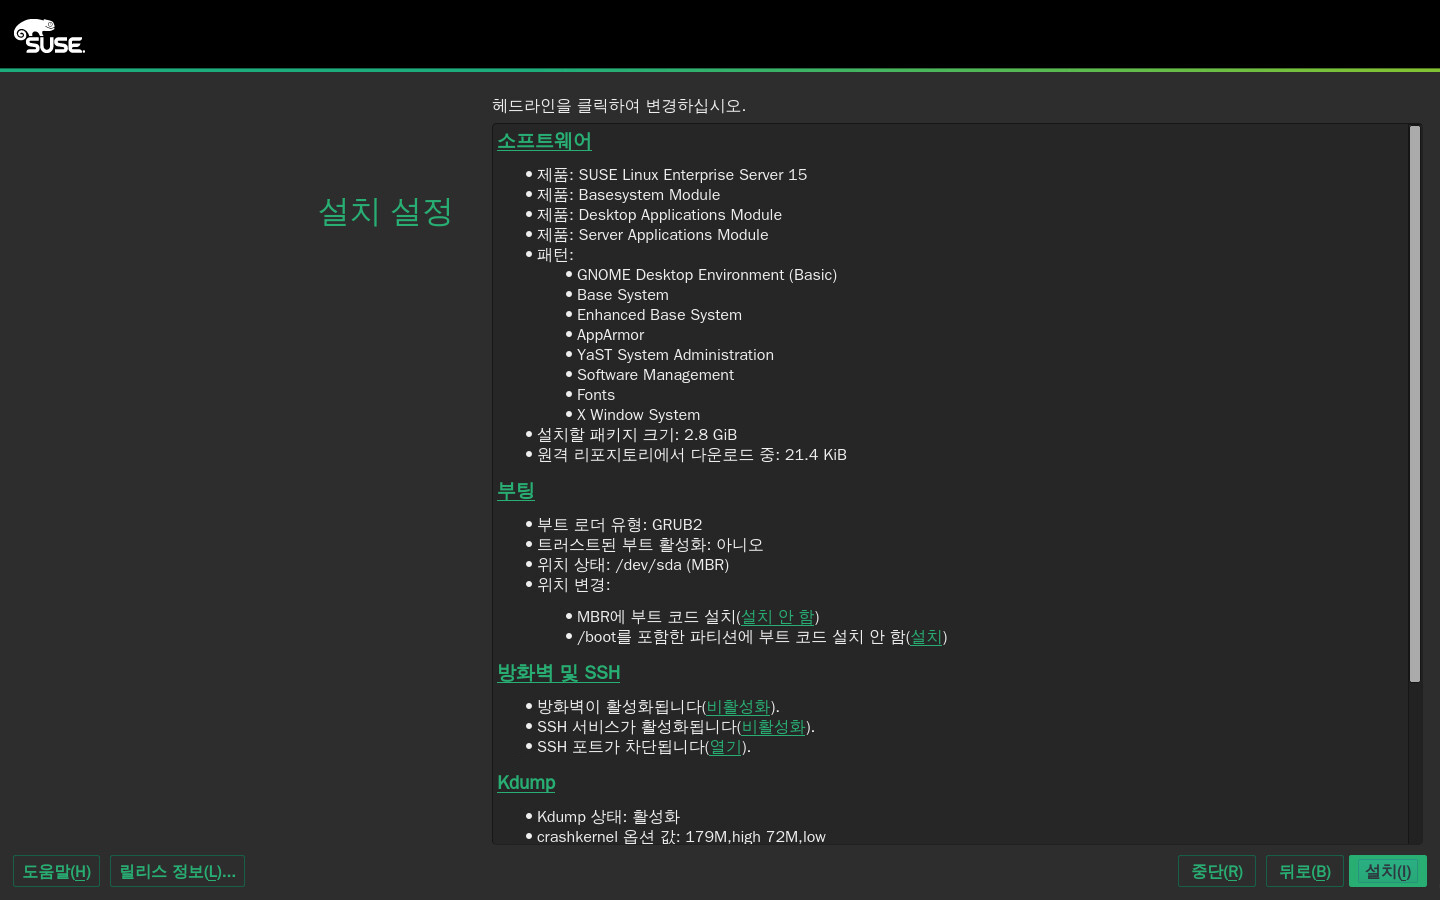 SUSE
헤드라인을 클릭하여 변경하십시오.
설치 설정
소프트웨어
• 제품: SUSE Linux Enterprise Server 15
• 제품: Basesystem Module
• 제품: Desktop Applications Module
• 제품: Server Applications Module
• 패턴:
• GNOME Desktop Environment (Basic)
• Base System
• Enhanced Base System
• AppArmor
• YaST System Administration
• Software Management
• Fonts
• X Window System
• 설치할 패키지 크기: 2.8 GiB
• 원격 리포지토리에서 다운로드 중: 21.4 KiB
부팅
• 부트 로더 유형: GRUB2
• 트러스트된 부트 활성화: 아니오
• 위치 상태: /dev/sda (MBR)
• 위치 변경:
• MBR에 부트 코드 설치(설치 안 함)
• /boot를 포함한 파티션에 부트 코드 설치 안 함(설치)
방화벽 및 SSH
• 방화벽이 활성화됩니다(비활성화).
• SSH 서비스가 활성화됩니다(비활성화).
• SSH 포트가 차단됩니다(열기).
Kdump
• Kdump 상태: 활성화
• crashkernel 옵션 값: 179M,high 72M,low
도움말(H) 릴리스 정보(L)... 중단(R) 뒤로(B) 설치(I)